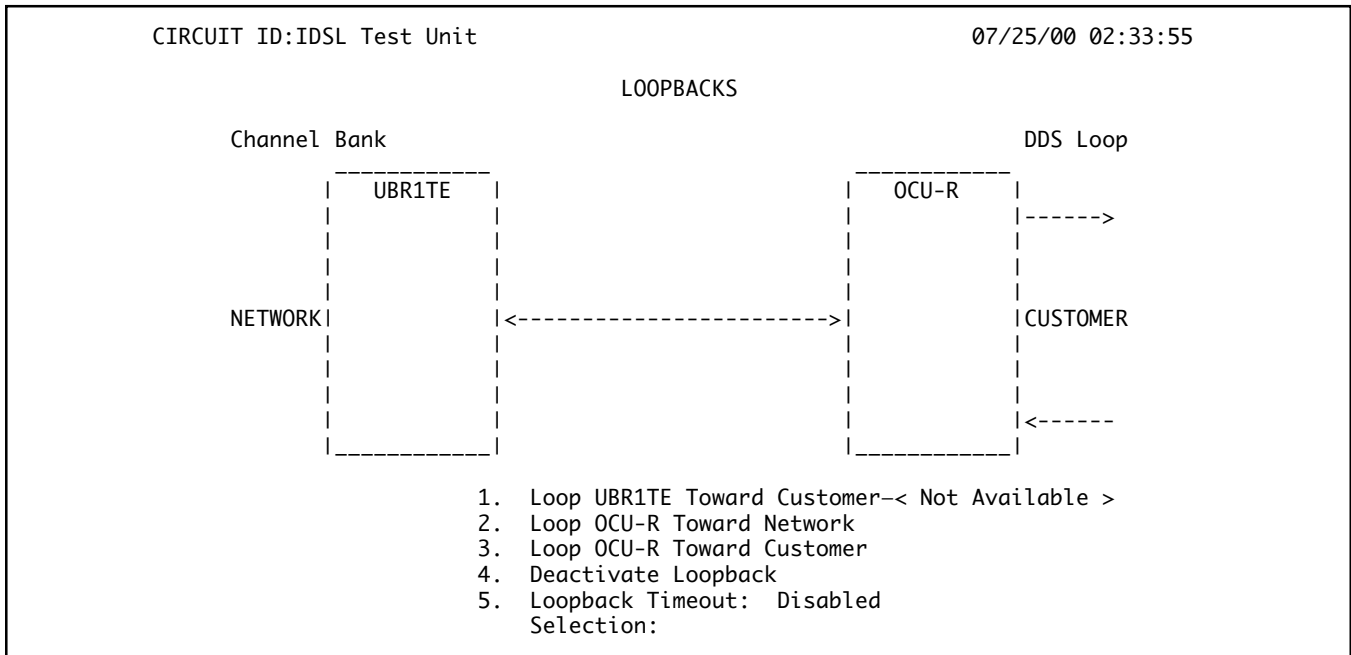 CIRCUIT ID:IDSL Test Unit 07/25/00 02:33:55
LOOPBACKS
Channel Bank DDS Loop
UBR1TE OCU-R
NETWORK CUSTOMER
1. Loop UBR1TE Toward Customer—< Not Available >
2. Loop OCU-R Toward Network
3. Loop OCU-R Toward Customer
4. Deactivate Loopback
5. Loopback Timeout: Disabled
Selection: